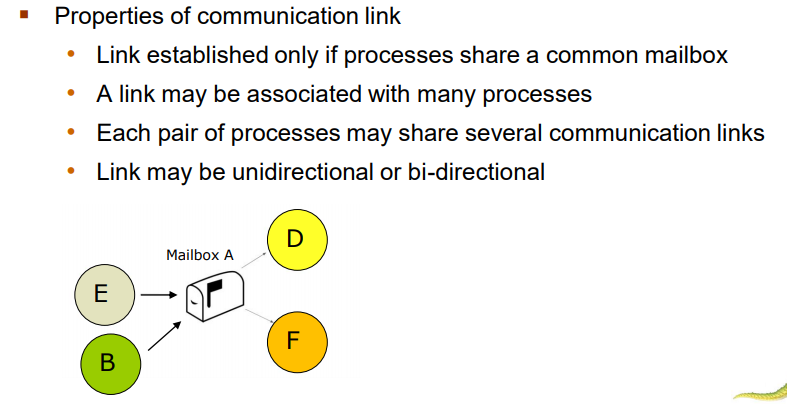 Properties of communication link
Link established only if processes share a common mailbox
A link may be associated with many processes
Each pair of processes may share several communication links
Link may be unidirectional or bi-directional
Mailbox A
D
E
F
B